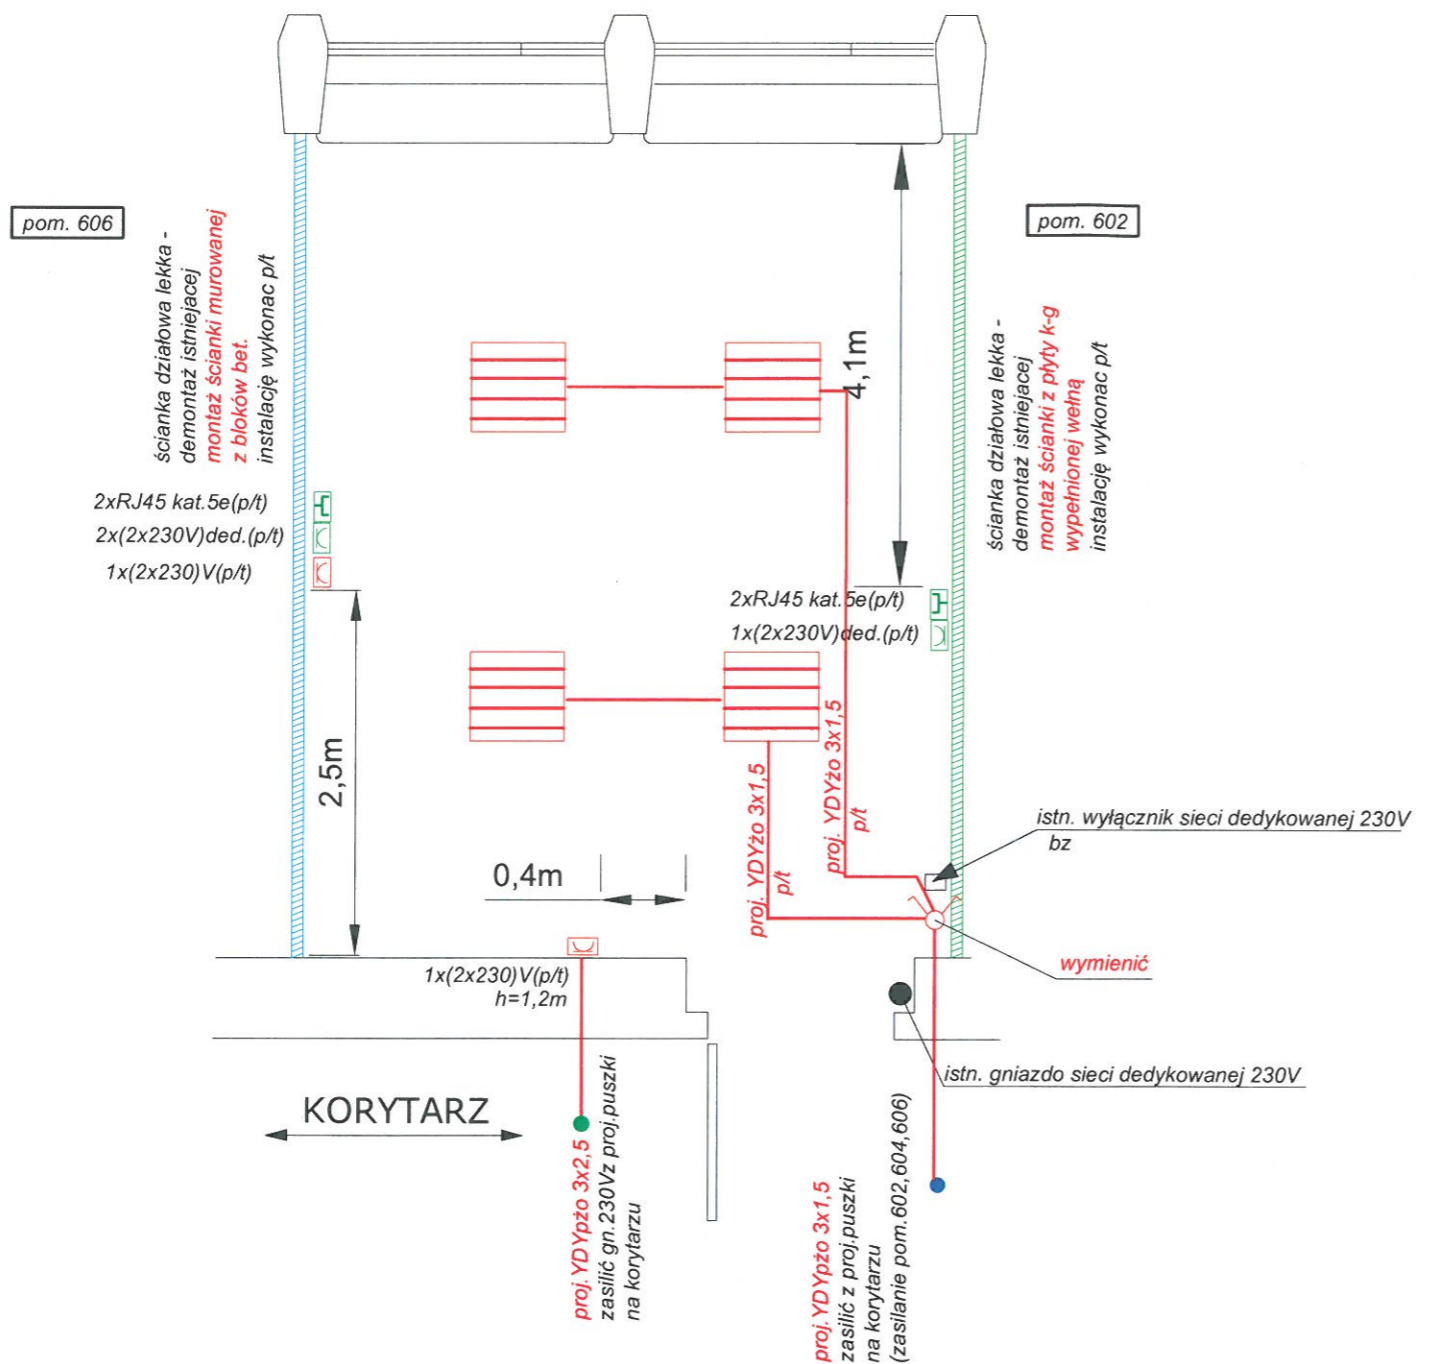 pom. 606
ścianka działowa lekka -
demontaż istniejacej
montaż ścianki murowanej
z bloków bet.
instalację wykonac p/t
pom. 602
ścianka działowa lekka -
demontaż istniejacej
montaż ścianki z płyty k-g
wypełnionej wełną
instalację wykonac p/t
4,1m
2xRJ45 kat.5e(p/t)
2x(2x230V)ded.(p/t)
1x(2x230)V(p/t)
2xRJ45 kat.5e(p/t)
1x(2x230V)ded.(p/t)
2,5m
proj. YDYżo 3x1,5
p/t
proj. YDYżo 3x1,5
p/t
istn. wyłącznik sieci dedykowanej 230V
bz
0,4m
wymienić
1x(2x230)V(p/t)
h=1,2m
istn. gniazdo sieci dedykowanej 230V
KORYTARZ
proj.YDYpżo 3x2,5
zasilić gn.230Vz proj.puszki
na korytarzu
proj.YDYpżo 3x1,5
zasilić z proj.puszki
na korytarzu
(zasilanie pom.602,604,606)